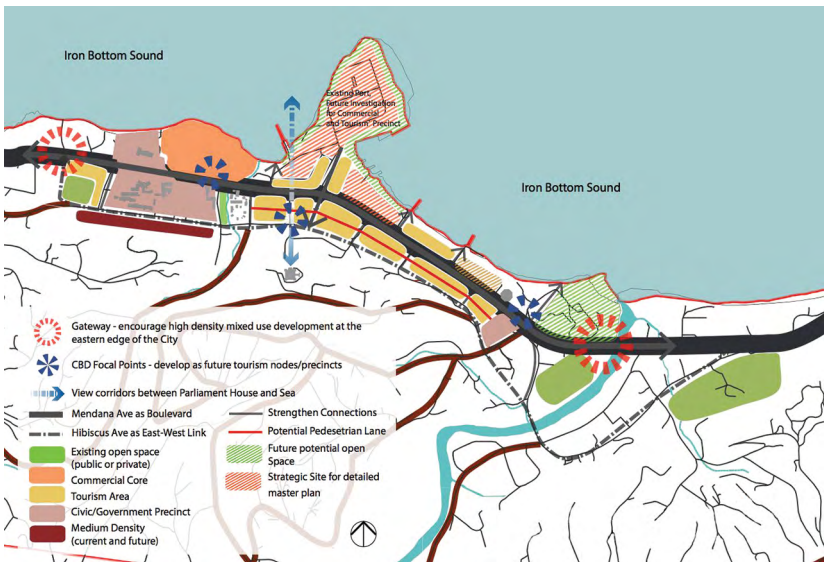 Iron Bottom Sound
Existing Port,
Future Investigation
for Commercial
and Tourism Precinct
Iron Bottom Sound
Gateway - encourage high density mixed use development at the
eastern edge of the City
CBD Focal Points - develop as future tourism nodes/precincts
View corridors between Parliament House and Sea
Mendana Ave as Boulevard
Hibiscus Ave as East-West Link
Existing open space
(public or private)
Commercial Core
Tourism Area
Civic/Government Precinct
Medium Density
(current and future)
Strengthen Connections
Potential Pedestrian Lane
Future potential open
Space
Strategic Site for detailed
master plan